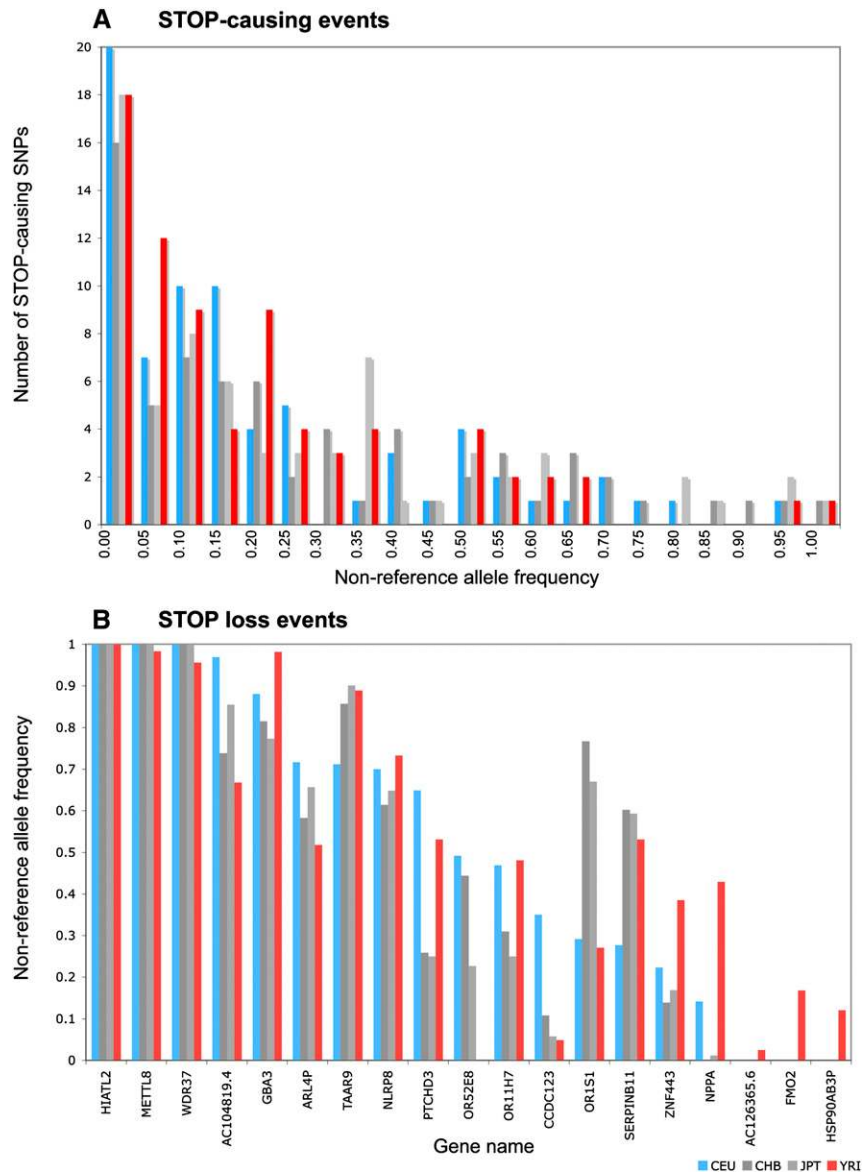 A STOP-causing events
Number of STOP-causing SNPs
20
18
16
14
12
10
8
6
4
2
0
0.00 0.05 0.10 0.15 0.20 0.25 0.30 0.35 0.40 0.45 0.50 0.55 0.60 0.65 0.70 0.75 0.80 0.85 0.90 0.95 1.00
Non-reference allele frequency
B STOP loss events
Non-reference allele frequency
1
0.9
0.8
0.7
0.6
0.5
0.4
0.3
0.2
0.1
0
HIATL2 METTL8 WDR37 AC104819.4 GBA3 ARL4P TAAR9 NLRP8 PTCHD3 OR52E8 OR11H7 CCDC123 OR1S1 SERPINB11 ZNF443 NPPA AC126365.6 FMO2 HSP90AB3P
Gene name
CEU CHB JPT YRI